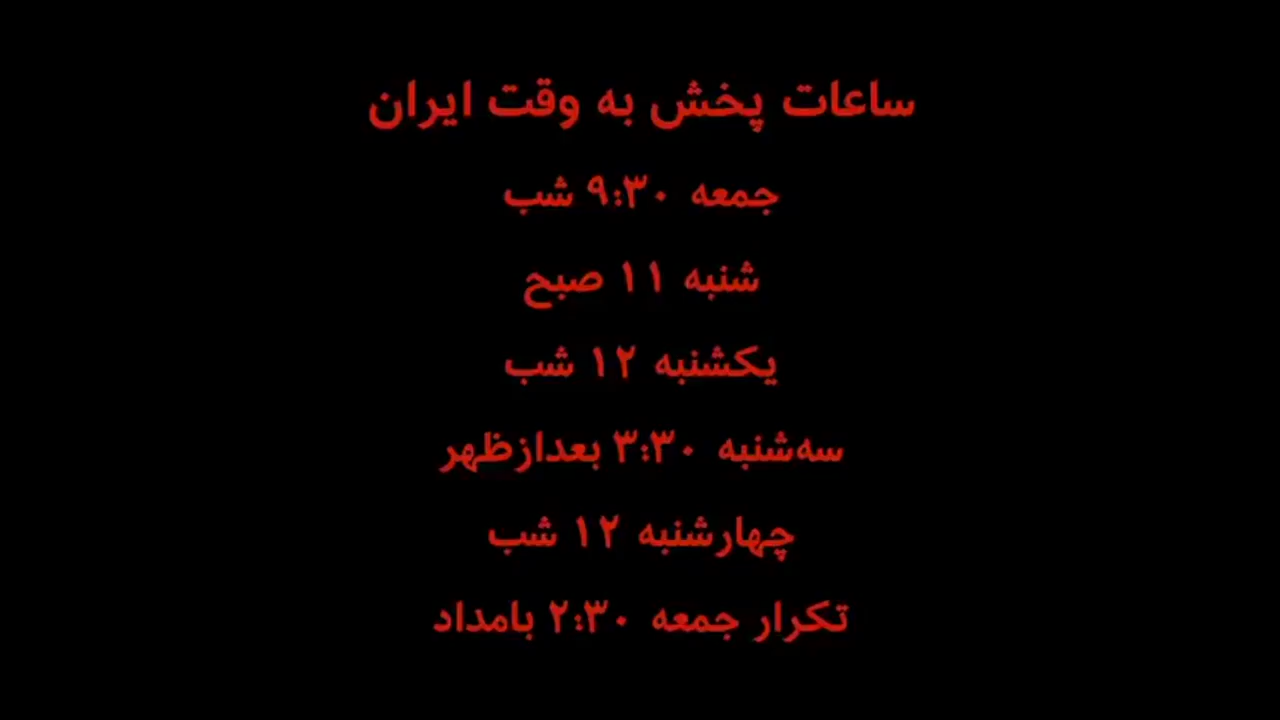 ساعات پخش به وقت ایران
جمعه ۹:۳۰ شب
شنبه ۱۱ صبح
یکشنبه ۱۲ شب
سه‌شنبه ۳:۳۰ بعدازظهر
چهارشنبه ۱۲ شب
تکرار جمعه ۲:۳۰ بامداد